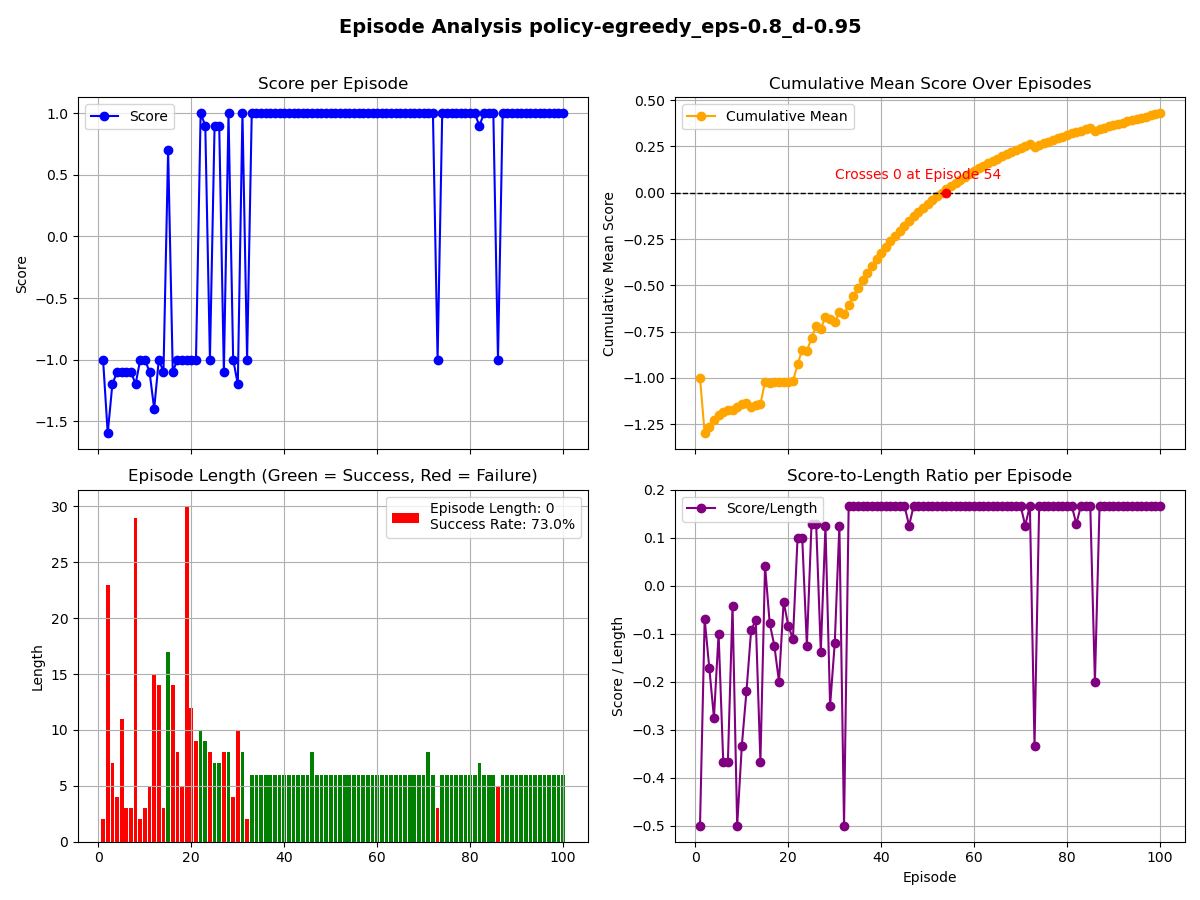 Episode Analysis policy-egreedy_eps-0.8_d-0.95
Score per Episode
Score
1.0
0.5
0.0
−0.5
−1.0
−1.5
Score
Cumulative Mean Score Over Episodes
Cumulative Mean
Crosses 0 at Episode 54
0.50
0.25
0.00
−0.25
−0.50
−0.75
−1.00
−1.25
Cumulative Mean Score
Episode Length (Green = Success, Red = Failure)
Episode Length: 0
Success Rate: 73.0%
30
25
20
15
10
5
0
Length
0 20 40 60 80 100
Score-to-Length Ratio per Episode
Score/Length
0.2
0.1
0.0
−0.1
−0.2
−0.3
−0.4
−0.5
Score / Length
0 20 40 60 80 100
Episode